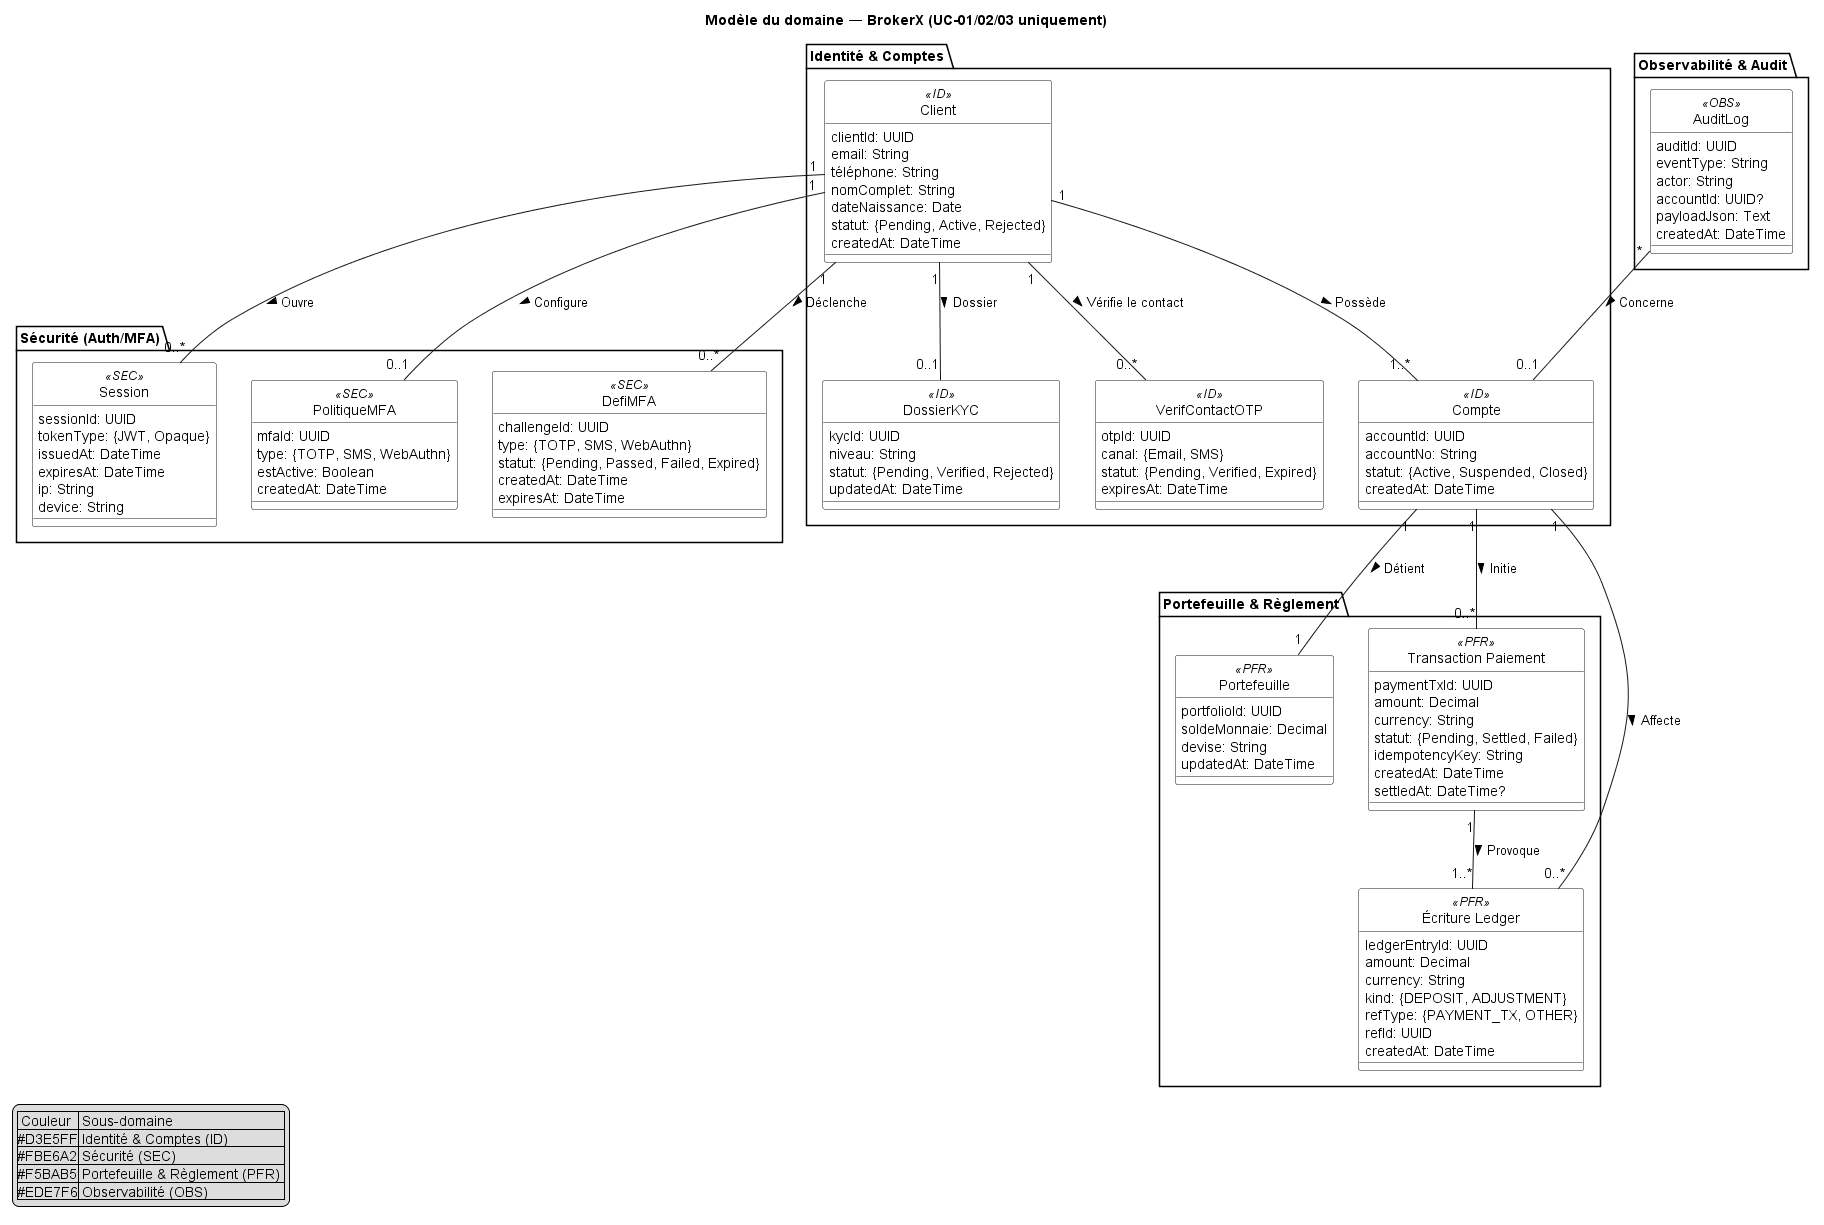 Modèle du domaine — BrokerX (UC-01/02/03 uniquement)
Identité & Comptes
«ID»
Client
clientId: UUID
email: String
téléphone: String
nomComplet: String
dateNaissance: Date
statut: {Pending, Active, Rejected}
createdAt: DateTime
Observabilité & Audit
«OBS»
AuditLog
auditId: UUID
eventType: String
actor: String
accountId: UUID?
payloadJson: Text
createdAt: DateTime
1
1
1
1
1
1
*
Ouvre
Configure
Déclenche
Dossier
Vérifie le contact
Possède
Concerne
0..*
0..1
0..*
0..1
0..*
1..*
0..1
Sécurité (Auth/MFA)
«SEC»
Session
sessionId: UUID
tokenType: {JWT, Opaque}
issuedAt: DateTime
expiresAt: DateTime
ip: String
device: String
«SEC»
PolitiqueMFA
mfaId: UUID
type: {TOTP, SMS, WebAuthn}
estActive: Boolean
createdAt: DateTime
«SEC»
DefiMFA
challengeId: UUID
type: {TOTP, SMS, WebAuthn}
statut: {Pending, Passed, Failed, Expired}
createdAt: DateTime
expiresAt: DateTime
«ID»
DossierKYC
kycId: UUID
niveau: String
statut: {Pending, Verified, Rejected}
updatedAt: DateTime
«ID»
VerifContactOTP
otpId: UUID
canal: {Email, SMS}
statut: {Pending, Verified, Expired}
expiresAt: DateTime
«ID»
Compte
accountId: UUID
accountNo: String
statut: {Active, Suspended, Closed}
createdAt: DateTime
1
1
1
Détient
Initie
Affecte
Portefeuille & Règlement
1
0..*
«PFR»
Portefeuille
portfolioId: UUID
soldeMonnaie: Decimal
devise: String
updatedAt: DateTime
«PFR»
Transaction Paiement
paymentTxId: UUID
amount: Decimal
currency: String
statut: {Pending, Settled, Failed}
idempotencyKey: String
createdAt: DateTime
settledAt: DateTime?
1
Provoque
1..*
0..*
«PFR»
Écriture Ledger
ledgerEntryId: UUID
amount: Decimal
currency: String
kind: {DEPOSIT, ADJUSTMENT}
refType: {PAYMENT_TX, OTHER}
refId: UUID
createdAt: DateTime
Couleur Sous-domaine
#D3E5FF Identité & Comptes (ID)
#FBE6A2 Sécurité (SEC)
#F5BAB5 Portefeuille & Règlement (PFR)
#EDE7F6 Observabilité (OBS)